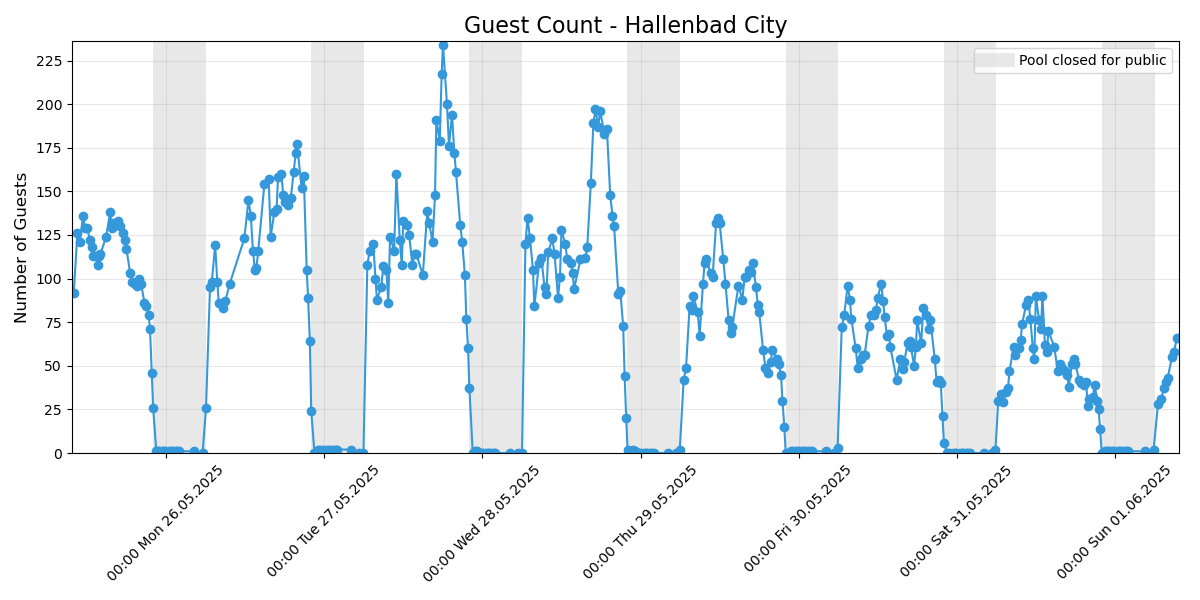 Guest Count - Hallenbad City
Pool closed for public
Number of Guests
225
200
175
150
125
100
75
50
25
0
00:00 Mon 26.05.2025
00:00 Tue 27.05.2025
00:00 Wed 28.05.2025
00:00 Thu 29.05.2025
00:00 Fri 30.05.2025
00:00 Sat 31.05.2025
00:00 Sun 01.06.2025